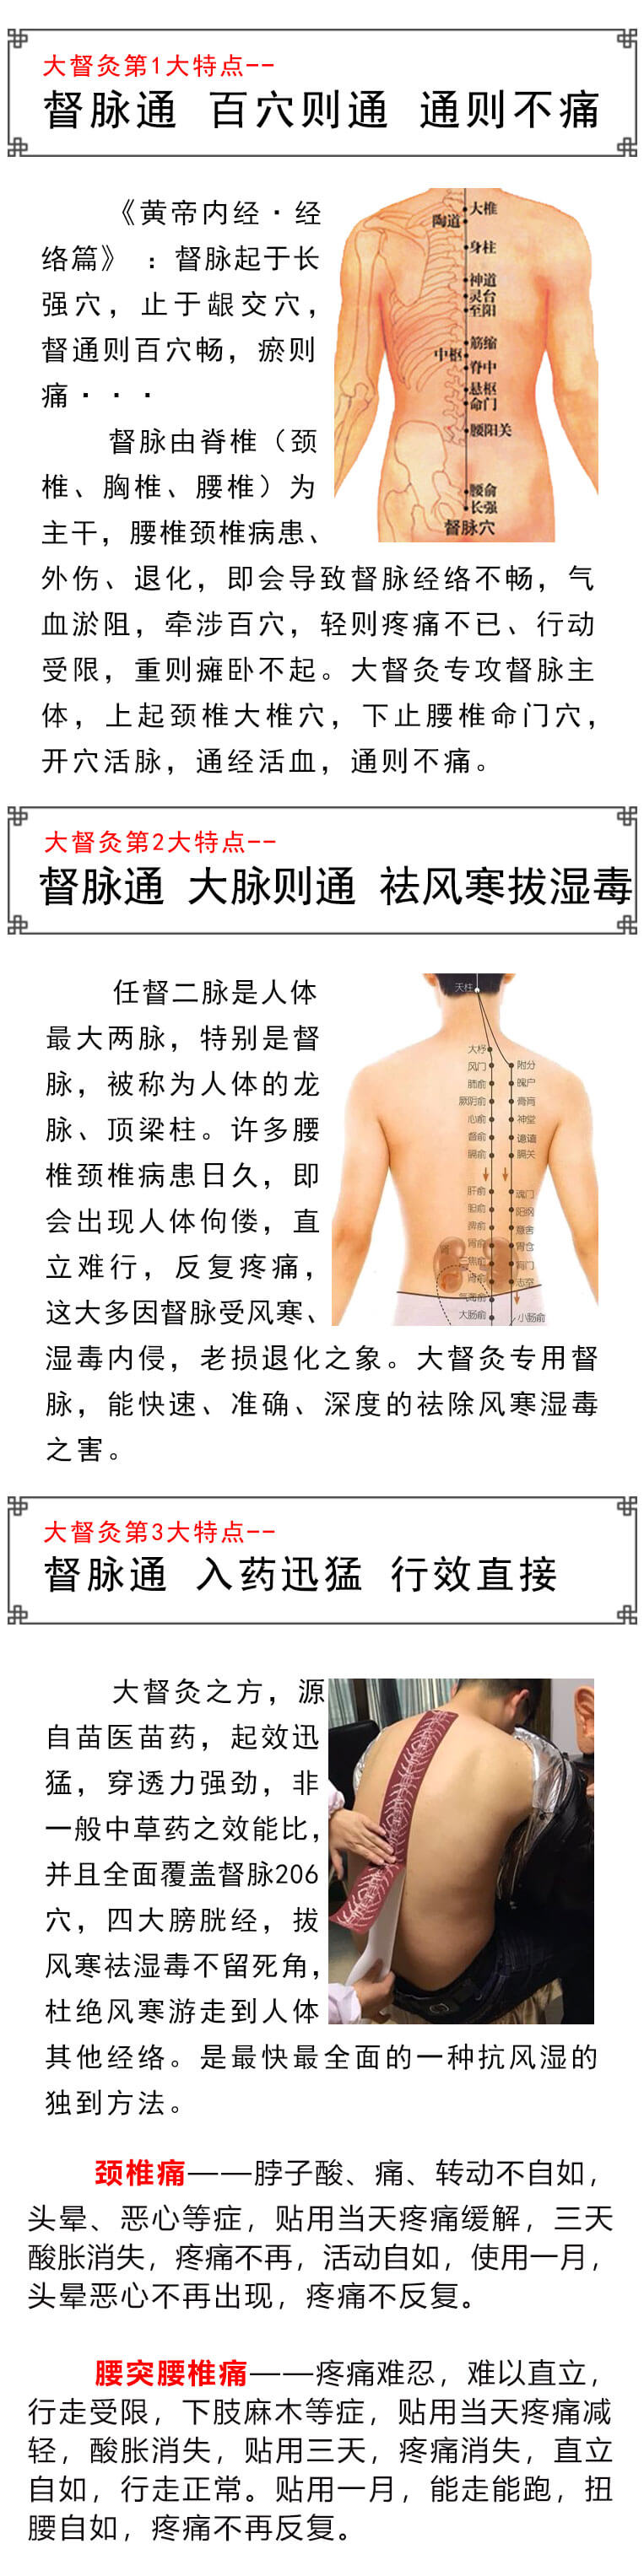 大督灸第1大特点--
督脉通 百穴则通 通则不痛
《黄帝内经·经
络篇》：督脉起于长
强穴，止于龈交穴，
督通则百穴畅，瘀则
痛···
督脉由脊椎（颈
椎、胸椎、腰椎）为
主干，腰椎颈椎病患、
外伤、退化，即会导致督脉经络不畅，气
血淤阻，牵涉百穴，轻则疼痛不已、行动
受限，重则瘫卧不起。大督灸专攻督脉主
体，上起颈椎大椎穴，下止腰椎命门穴，
开穴活脉，通经活血，通则不痛。
大椎
陶道
身柱
神道
灵台
至阳
筋缩
中枢
脊中
悬枢
命门
腰阳关
腰俞
长强
督脉穴
大督灸第2大特点--
督脉通 大脉则通 祛风寒拔湿毒
任督二脉是人体
最大两脉，特别是督
脉，被称为人体的龙
脉、顶梁柱。许多腰
椎颈椎病患日久，即
会出现人体佝偻，直
立难行，反复疼痛，
这大多因督脉受风寒、
湿毒内侵，老损退化之象。大督灸专用督
脉，能快速、准确、深度的祛除风寒湿毒
之害。
天柱
大杼
风门 附分
肺俞 魄户
厥阴俞 膏肓
心俞 神堂
督俞 譩譆
膈俞 膈关
肝俞 魂门
胆俞 阳纲
脾俞 意舍
胃俞 胃仓
三焦俞 肓门
肾俞 志室
气海俞
大肠俞 小肠俞
大督灸第3大特点--
督脉通 入药迅猛 行效直接
大督灸之方，源
自苗医苗药，起效迅
猛，穿透力强劲，非
一般中草药之效能比，
并且全面覆盖督脉206
穴，四大膀胱经，拔
风寒祛湿毒不留死角，
杜绝风寒游走到人体
其他经络。是最快最全面的一种抗风湿的
独到方法。
颈椎痛——脖子酸、痛、转动不自如，
头晕、恶心等症，贴用当天疼痛缓解，三天
酸胀消失，疼痛不再，活动自如，使用一月，
头晕恶心不再出现，疼痛不反复。
腰突腰椎痛——疼痛难忍，难以直立，
行走受限，下肢麻木等症，贴用当天疼痛减
轻，酸胀消失，贴用三天，疼痛消失，直立
自如，行走正常。贴用一月，能走能跑，扭
腰自如，疼痛不再反复。